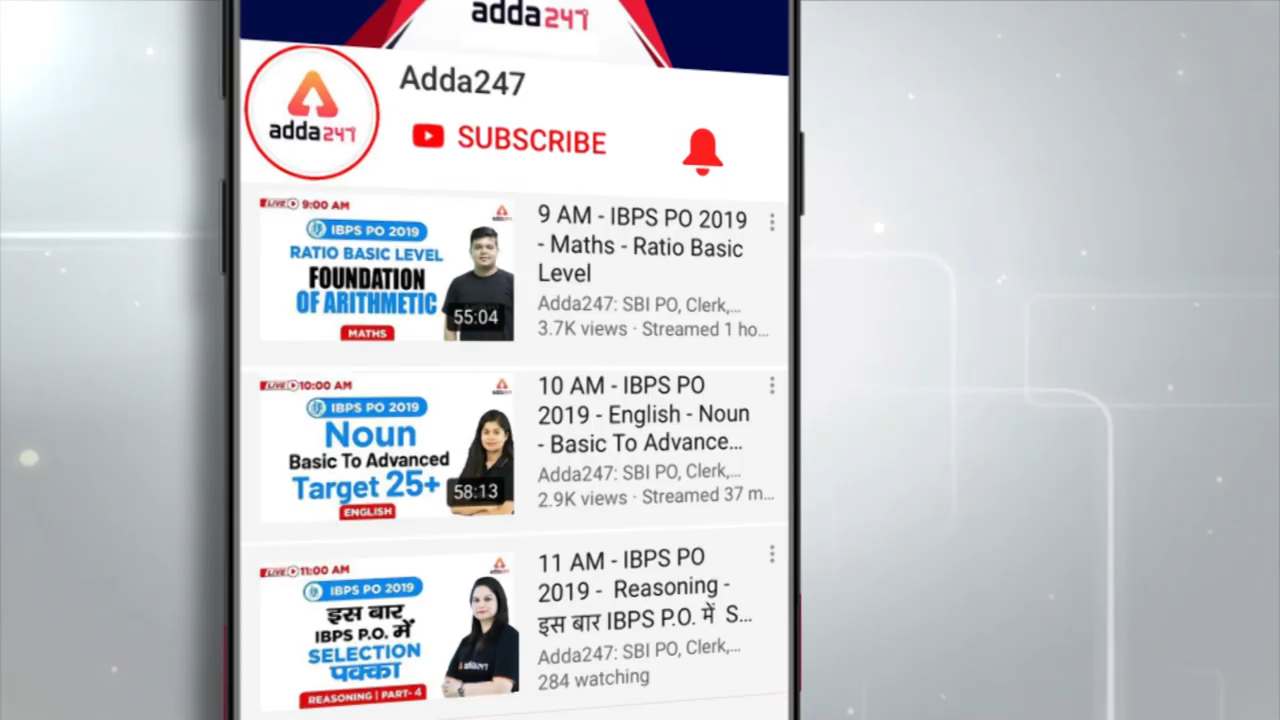 adda247
Adda247
adda247
SUBSCRIBE
LIVE 9:00 AM
IBPS PO 2019
RATIO BASIC LEVEL
FOUNDATION
OF ARITHMETIC
55:04
MATHS
9 AM - IBPS PO 2019
- Maths - Ratio Basic
Level
Adda247: SBI PO, Clerk,...
3.7K views · Streamed 1 ho...
LIVE 10:00 AM
IBPS PO 2019
Noun
Basic To Advanced
Target 25+
58:13
ENGLISH
10 AM - IBPS PO
2019 - English - Noun
- Basic To Advance...
Adda247: SBI PO, Clerk,...
2.9K views · Streamed 37 m...
LIVE 11:00 AM
IBPS PO 2019
इस बार
IBPS P.O. में
SELECTION
पक्का
adda247
REASONING | PART- 4
11 AM - IBPS PO
2019 - Reasoning -
इस बार IBPS P.O. में S...
Adda247: SBI PO, Clerk,...
284 watching